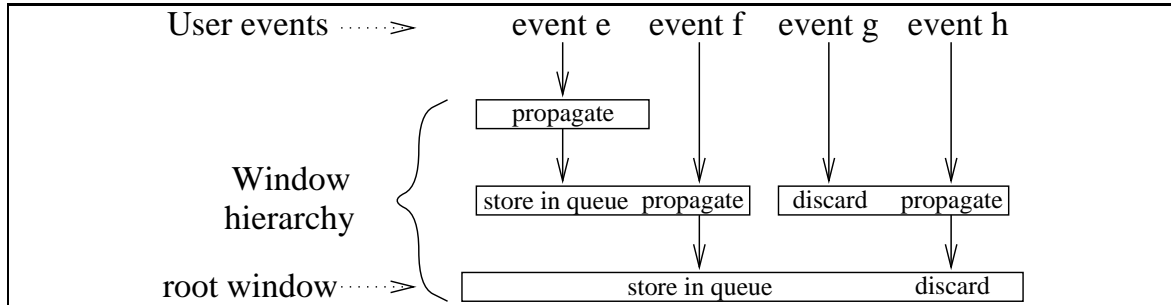 User events event e event f event g event h
propagate
Window
hierarchy
store in queue propagate discard propagate
root window store in queue discard